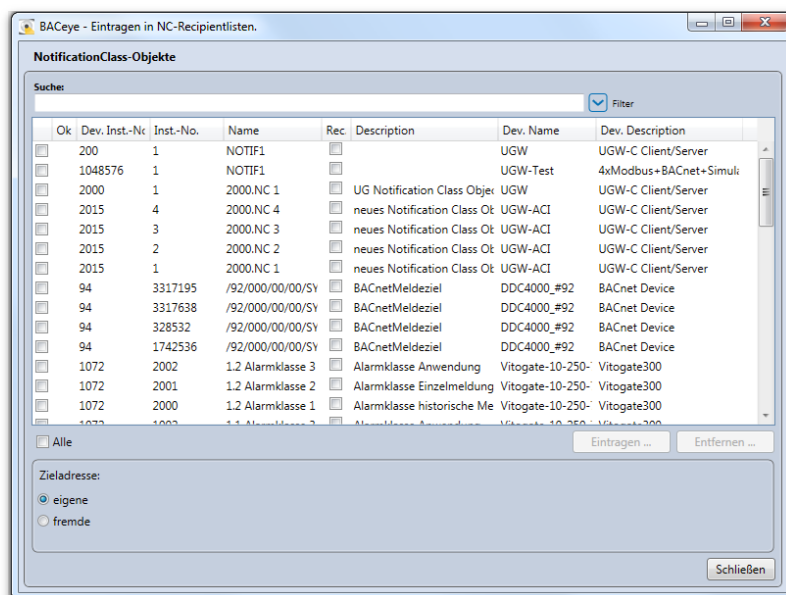 BACeye - Eintragen in NC-Recipientlisten.
NotificationClass-Objekte
Suche:
Filter
Ok Dev. Inst.-Nc Inst.-No. Name Rec. Description Dev. Name Dev. Description
200 1 NOTIF1 UGW UGW-C Client/Server
1048576 1 NOTIF1 UGW-Test 4xModbus+BACnet+Simula
2000 1 2000.NC 1 UG Notification Class Objec UGW UGW-C Client/Server
2015 4 2000.NC 4 neues Notification Class Ob UGW-ACI UGW-C Client/Server
2015 3 2000.NC 3 neues Notification Class Ob UGW-ACI UGW-C Client/Server
2015 2 2000.NC 2 neues Notification Class Ob UGW-ACI UGW-C Client/Server
2015 1 2000.NC 1 neues Notification Class Ob UGW-ACI UGW-C Client/Server
94 3317195 /92/000/00/00/SY BACnetMeldeziel DDC4000_#92 BACnet Device
94 3317638 /92/000/00/00/SY BACnetMeldeziel DDC4000_#92 BACnet Device
94 328532 /92/000/00/00/SY BACnetMeldeziel DDC4000_#92 BACnet Device
94 1742536 /92/000/00/00/SY BACnetMeldeziel DDC4000_#92 BACnet Device
1072 2002 1.2 Alarmklasse 3 Alarmklasse Anwendung Vitogate-10-250- Vitogate300
1072 2001 1.2 Alarmklasse 2 Alarmklasse Einzelmeldung Vitogate-10-250- Vitogate300
1072 2000 1.2 Alarmklasse 1 Alarmklasse historische Me Vitogate-10-250- Vitogate300
Alle Eintragen ... Entfernen ...
Zieladresse:
eigene
fremde
Schließen